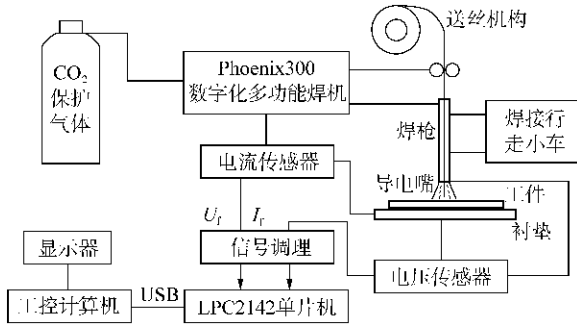 送丝机构
CO2
保护
气体
Phoenix300
数字化多功能焊机
焊枪
焊接行
走小车
电流传感器
导电嘴
工件
衬垫
Uf
If
显示器
信号调理
电压传感器
工控计算机
USB
LPC2142单片机